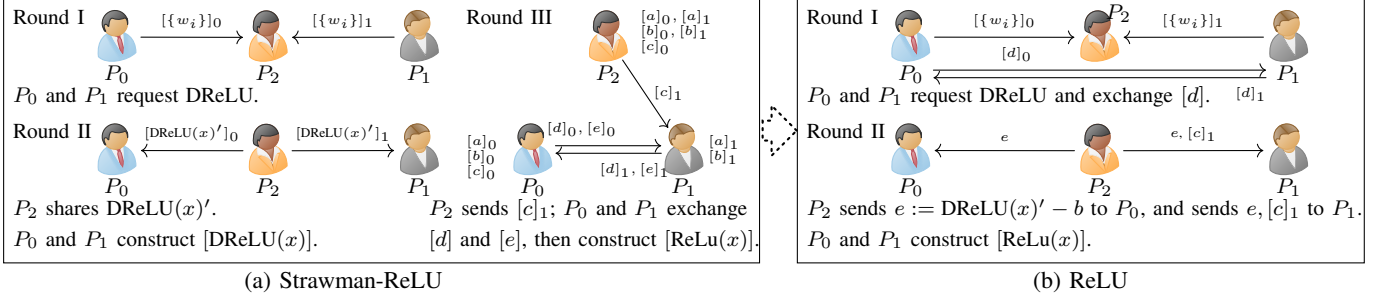 Round I
[{w_i}]_0
[{w_i}]_1
P_0
P_2
P_1
P_0 and P_1 request DReLU.
Round II
[DReLU(x)′]_0
[DReLU(x)′]_1
P_0
P_2
P_1
P_2 shares DReLU(x)′.
P_0 and P_1 construct [DReLU(x)].
Round III
[a]_0, [a]_1
[b]_0, [b]_1
[c]_0
P_2
[c]_1
[a]_0
[b]_0
[c]_0
[d]_0, [e]_0
[d]_1, [e]_1
[a]_1
[b]_1
P_0
P_1
P_2 sends [c]_1; P_0 and P_1 exchange
[d] and [e], then construct [ReLu(x)].
(a) Strawman-ReLU
Round I
[{w_i}]_0
P_2
[{w_i}]_1
[d]_0
P_0
P_1
[d]_1
P_0 and P_1 request DReLU and exchange [d].
Round II
e
e, [c]_1
P_0
P_2
P_1
P_2 sends e := DReLU(x)′ − b to P_0, and sends e, [c]_1 to P_1.
P_0 and P_1 construct [ReLu(x)].
(b) ReLU